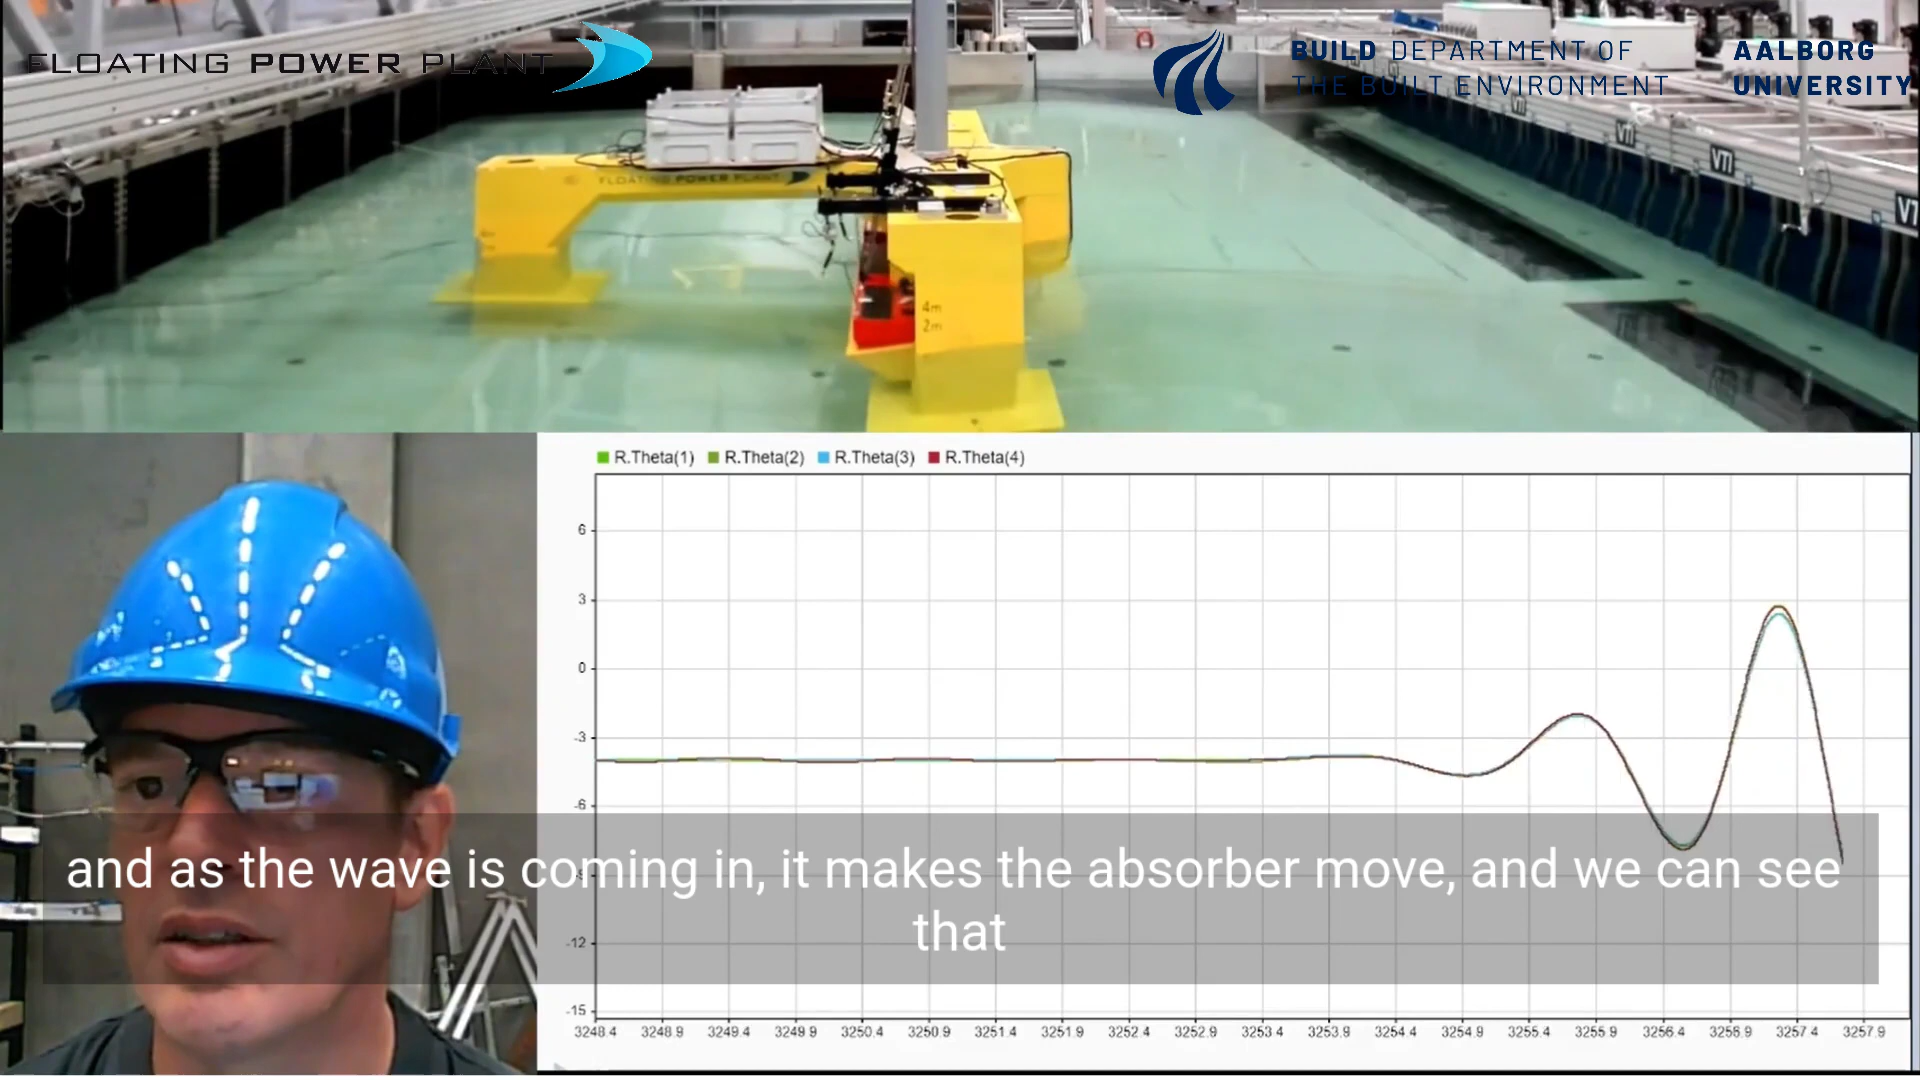 FLOATING POWER PLANT
BUILD DEPARTMENT OF
THE BUILT ENVIRONMENT
AALBORG
UNIVERSITY
VTI
VTI
FLOATING POWER PLANT
4m
2m
R.Theta(1) R.Theta(2) R.Theta(3) R.Theta(4)
6
3
0
-3
-6
-12
-15
3248.4 3248.9 3249.4 3249.9 3250.4 3250.9 3251.4 3251.9 3252.4 3252.9 3253.4 3253.9 3254.4 3254.9 3255.4 3255.9 3256.4 3256.9 3257.4 3257.9
and as the wave is coming in, it makes the absorber move, and we can see
that